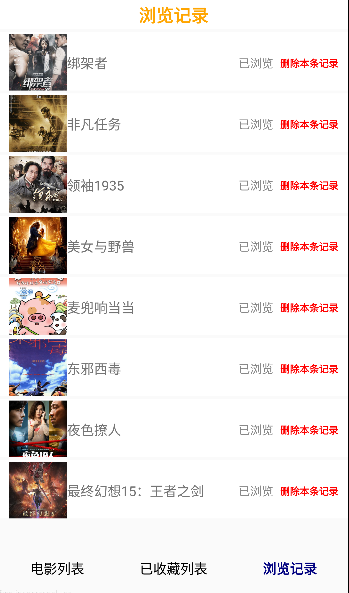 浏览记录
绑架者 已浏览 删除本条记录
非凡任务 已浏览 删除本条记录
领袖1935 已浏览 删除本条记录
美女与野兽 已浏览 删除本条记录
麦兜响当当 已浏览 删除本条记录
东邪西毒 已浏览 删除本条记录
夜色撩人 已浏览 删除本条记录
最终幻想15：王者之剑 已浏览 删除本条记录
电影列表 已收藏列表 浏览记录